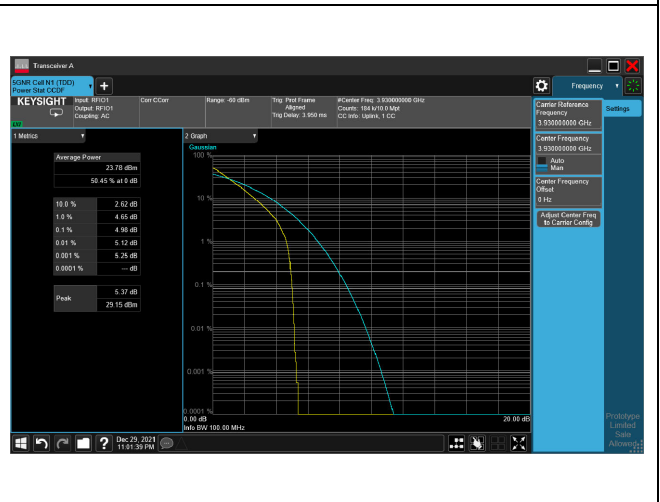 Transceiver A
5GNR Cell N1 (TDD)
Power Stat CCDF
Frequency
KEYSIGHT
Input: RFIO1
Output: RFIO1
Coupling: AC
Corr CCorr
Range: -60 dBm
Trig: Prot Frame
Aligned
Trig Delay: 3.950 ms
#Center Freq: 3.930000000 GHz
Counts: 184 k/10.0 Mpt
CC Info: Uplink, 1 CC
Carrier Reference
Frequency
3.930000000 GHz
Settings
Center Frequency
3.930000000 GHz
Auto
Man
Center Frequency
Offset
0 Hz
Adjust Center Freq
to Carrier Config
1 Metrics
Average Power
23.78 dBm
50.45 % at 0 dB
10.0 % 2.62 dB
1.0 % 4.65 dB
0.1 % 4.98 dB
0.01 % 5.12 dB
0.001 % 5.25 dB
0.0001 % --- dB
Peak
5.37 dB
29.15 dBm
2 Graph
Gaussian
100 %
10 %
1 %
0.1 %
0.01 %
0.001 %
0.0001 %
0.00 dB
20.00 dB
Info BW 100.00 MHz
Dec 29, 2021
11:01:39 PM
Prototype
Limited
Sale
Allowed